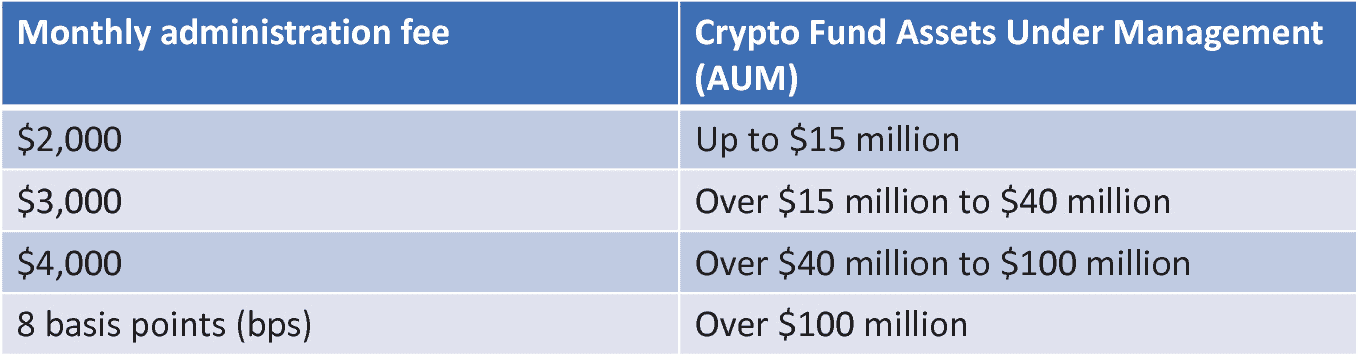 Monthly administration fee
Crypto Fund Assets Under Management
(AUM)
$2,000
Up to $15 million
$3,000
Over $15 million to $40 million
$4,000
Over $40 million to $100 million
8 basis points (bps)
Over $100 million